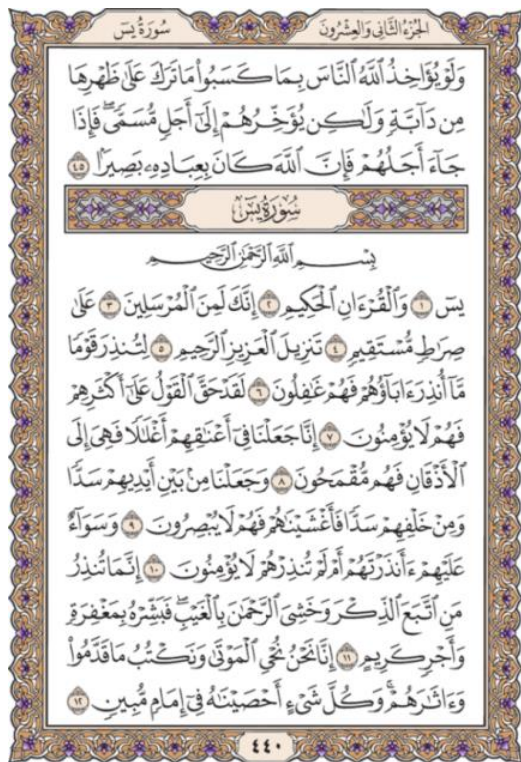 الجزء الثاني والعشرون
سورة يس
وَلَوْ يُؤَاخِذُ ٱللَّهُ ٱلنَّاسَ بِمَا كَسَبُوا۟ مَا تَرَكَ عَلَىٰ ظَهْرِهَا
مِن دَآبَّةٍ وَلَٰكِن يُؤَخِّرُهُمْ إِلَىٰٓ أَجَلٍ مُّسَمًّى ۖ فَإِذَا
جَآءَ أَجَلُهُمْ فَإِنَّ ٱللَّهَ كَانَ بِعِبَادِهِۦ بَصِيرًۢا ٤٥
سُورَةُ يسٓ
بِسْمِ ٱللَّهِ ٱلرَّحْمَٰنِ ٱلرَّحِيمِ
يسٓ ١ وَٱلْقُرْءَانِ ٱلْحَكِيمِ ٢ إِنَّكَ لَمِنَ ٱلْمُرْسَلِينَ ٣ عَلَىٰ
صِرَٰطٍ مُّسْتَقِيمٍ ٤ تَنزِيلَ ٱلْعَزِيزِ ٱلرَّحِيمِ ٥ لِتُنذِرَ قَوْمًا
مَّآ أُنذِرَ ءَابَآؤُهُمْ فَهُمْ غَٰفِلُونَ ٦ لَقَدْ حَقَّ ٱلْقَوْلُ عَلَىٰٓ أَكْثَرِهِمْ
فَهُمْ لَا يُؤْمِنُونَ ٧ إِنَّا جَعَلْنَا فِىٓ أَعْنَٰقِهِمْ أَغْلَٰلًا فَهِىَ إِلَى
ٱلْأَذْقَانِ فَهُم مُّقْمَحُونَ ٨ وَجَعَلْنَا مِنۢ بَيْنِ أَيْدِيهِمْ سَدًّا
وَمِنْ خَلْفِهِمْ سَدًّا فَأَغْشَيْنَٰهُمْ فَهُمْ لَا يُبْصِرُونَ ٩ وَسَوَآءٌ
عَلَيْهِمْ ءَأَنذَرْتَهُمْ أَمْ لَمْ تُنذِرْهُمْ لَا يُؤْمِنُونَ ١٠ إِنَّمَا تُنذِرُ
مَنِ ٱتَّبَعَ ٱلذِّكْرَ وَخَشِىَ ٱلرَّحْمَٰنَ بِٱلْغَيْبِ ۖ فَبَشِّرْهُ بِمَغْفِرَةٍ
وَأَجْرٍ كَرِيمٍ ١١ إِنَّا نَحْنُ نُحْىِ ٱلْمَوْتَىٰ وَنَكْتُبُ مَا قَدَّمُوا۟
وَءَاثَٰرَهُمْ ۚ وَكُلَّ شَىْءٍ أَحْصَيْنَٰهُ فِىٓ إِمَامٍ مُّبِينٍ ١٢
٤٤٠